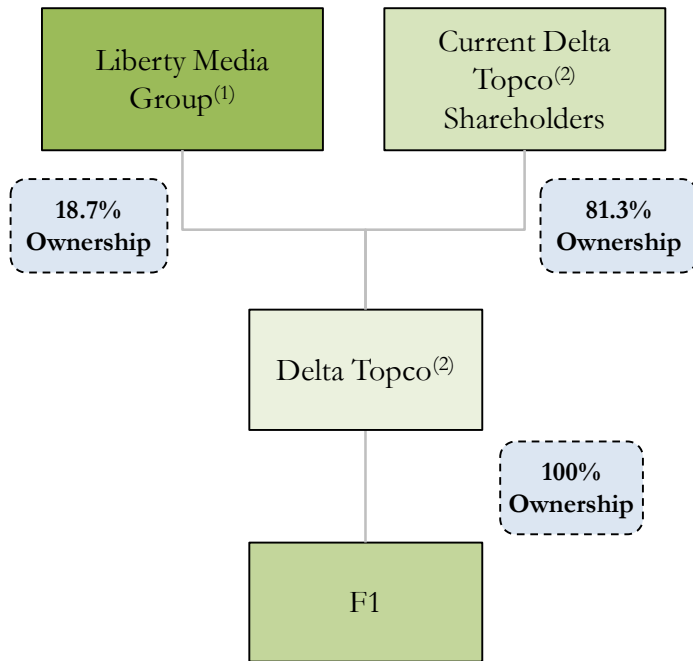 Liberty Media
Group(1)
Current Delta
Topco(2)
Shareholders
18.7%
Ownership
81.3%
Ownership
Delta Topco(2)
100%
Ownership
F1